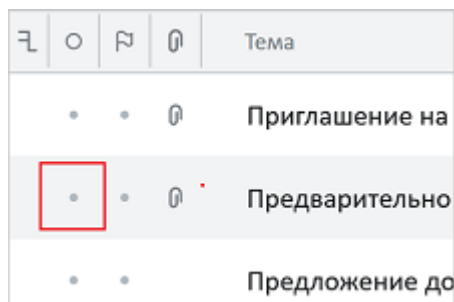 Тема
Приглашение на
Предварительно
Предложение до